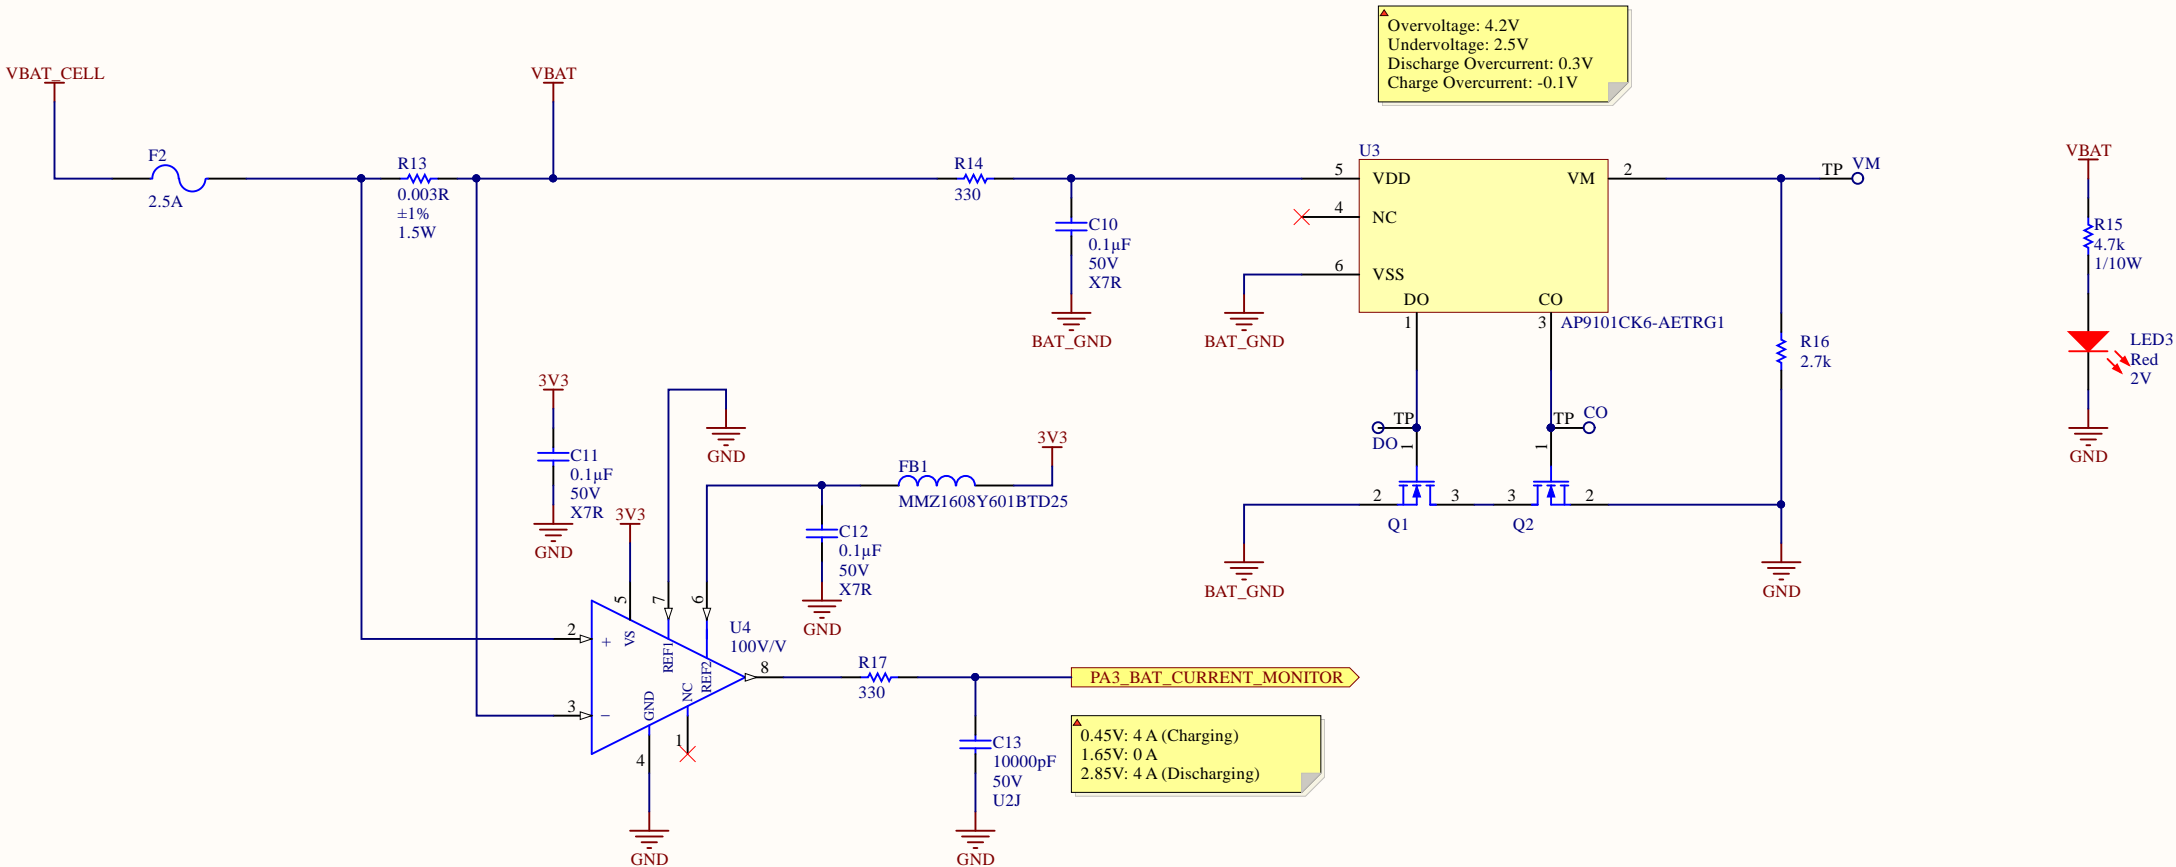 Overvoltage: 4.2V
Undervoltage: 2.5V
Discharge Overcurrent: 0.3V
Charge Overcurrent: -0.1V
VBAT_CELL
VBAT
F2
2.5A
R13
0.003R
±1%
1.5W
R14
330
C10
0.1µF
50V
X7R
BAT_GND
U3
5
VDD
4
NC
6
VSS
VM
2
DO
CO
1
3
AP9101CK6-AETRG1
BAT_GND
TP
VM
R16
2.7k
VBAT
R15
4.7k
1/10W
LED3
Red
2V
GND
TP
DO
1
TP
CO
1
2
3
Q1
3
2
Q2
BAT_GND
GND
3V3
C11
0.1µF
50V
X7R
GND
GND
3V3
FB1
MMZ1608Y601BTD25
C12
0.1µF
50V
X7R
GND
3V3
5
7
6
U4
100V/V
2
+
VS
REF1
REF2
3
−
GND
NC
8
4
1
GND
R17
330
PA3_BAT_CURRENT_MONITOR
C13
10000pF
50V
U2J
GND
0.45V: 4 A (Charging)
1.65V: 0 A
2.85V: 4 A (Discharging)